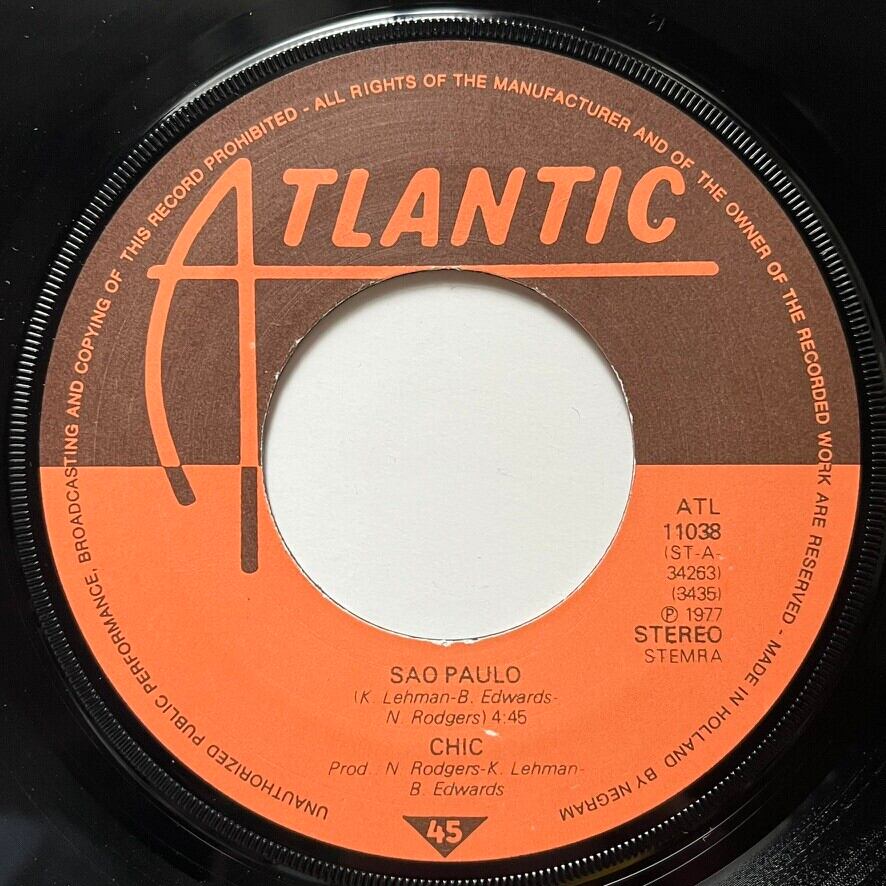 UNAUTHORIZED PUBLIC PERFORMANCE, BROADCASTING AND COPYING OF THIS RECORD PROHIBITED - ALL RIGHTS OF THE MANUFACTURER AND OF THE OWNER OF THE RECORDED WORK ARE RESERVED - MADE IN HOLLAND BY NEGRAM
ATLANTIC
ATL
11038
(ST-A-
34263)
(3435)
Ⓟ 1977
STEREO
STEMRA
SAO PAULO
(K. Lehman-B. Edwards-
N. Rodgers) 4:45
CHIC
Prod.: N. Rodgers-K. Lehman-
B. Edwards
45